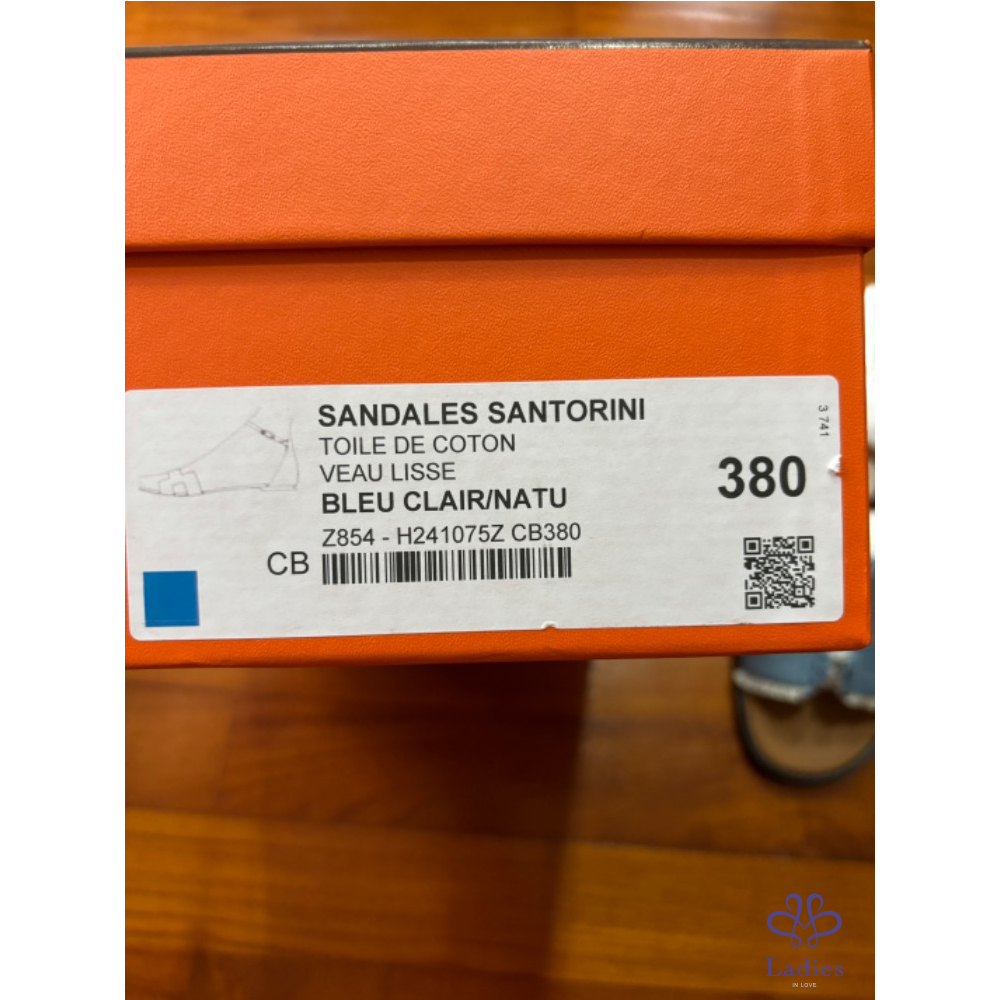 SANDALES SANTORINI
TOILE DE COTON
VEAU LISSE
BLEU CLAIR/NATU
Z854 - H241075Z CB380
CB
380
3 741
Ladies
IN LOVE